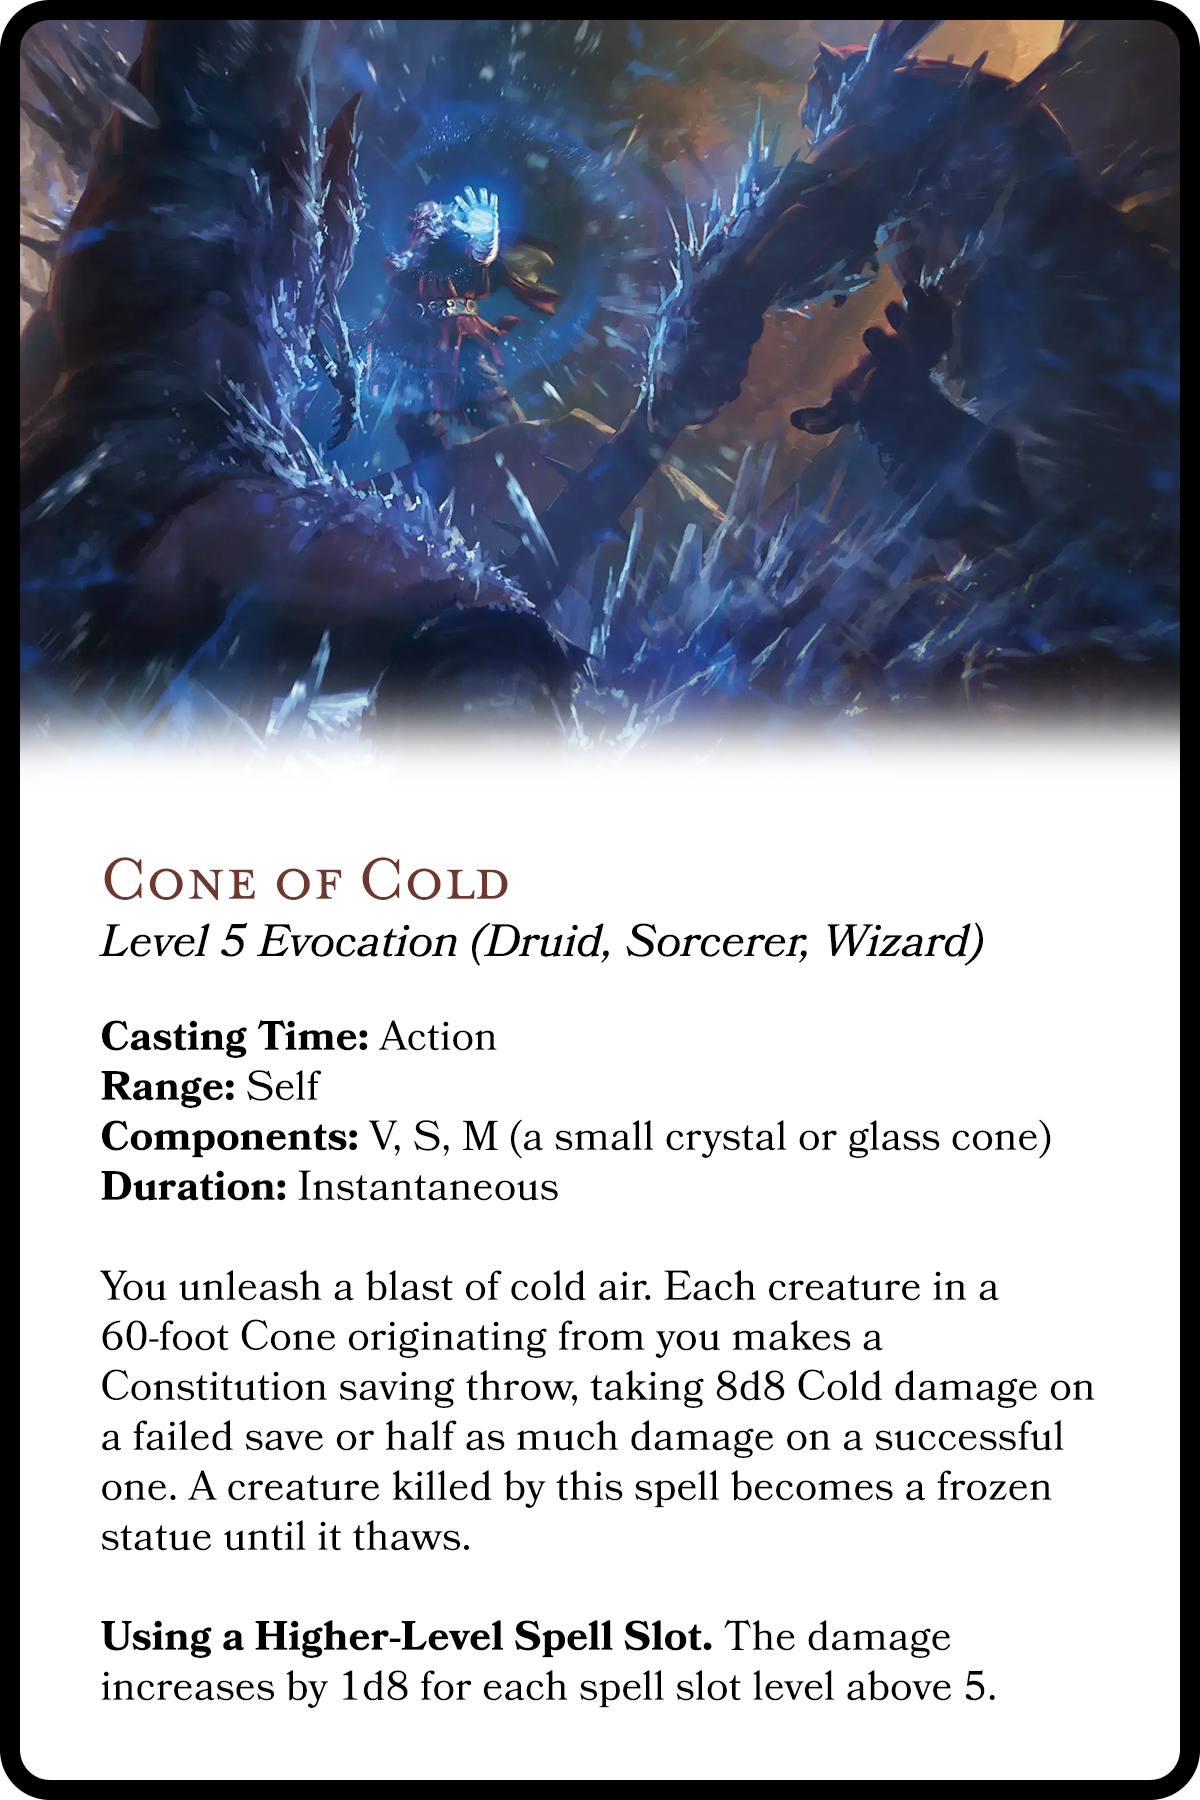 Cone of Cold
Level 5 Evocation (Druid, Sorcerer, Wizard)
Casting Time: Action
Range: Self
Components: V, S, M (a small crystal or glass cone)
Duration: Instantaneous
You unleash a blast of cold air. Each creature in a
60-foot Cone originating from you makes a
Constitution saving throw, taking 8d8 Cold damage on
a failed save or half as much damage on a successful
one. A creature killed by this spell becomes a frozen
statue until it thaws.
Using a Higher-Level Spell Slot. The damage
increases by 1d8 for each spell slot level above 5.